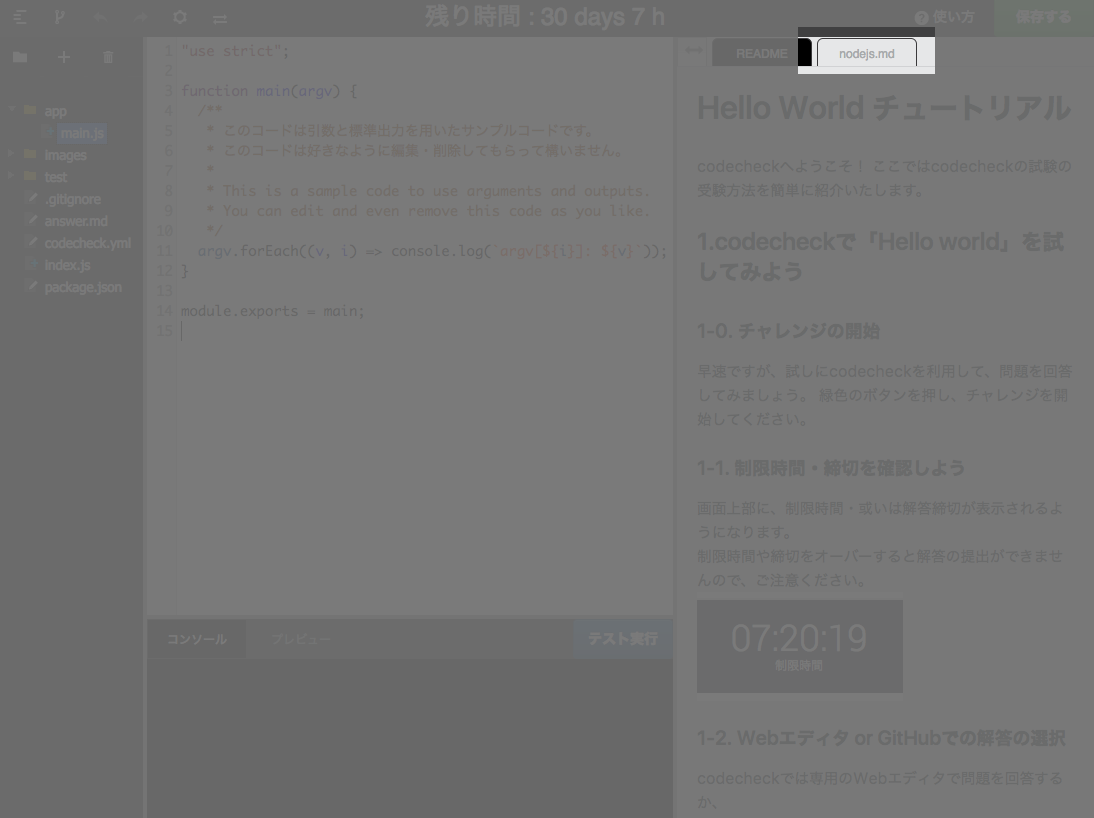 残り時間 : 30 days 7 h
使い方
保存する
app
main.js
images
test
.gitignore
answer.md
codecheck.yml
index.js
package.json
1 "use strict";
2
3 function main(argv) {
4 /**
5 * このコードは引数と標準出力を用いたサンプルコードです。
6 * このコードは好きなように編集・削除してもらって構いません。
7 *
8 * This is a sample code to use arguments and outputs.
9 * You can edit and even remove this code as you like.
10 */
11 argv.forEach((v, i) => console.log(`argv[${i}]: ${v}`));
12 }
13
14 module.exports = main;
15
コンソール
プレビュー
テスト実行
README
nodejs.md
Hello World チュートリアル
codecheckへようこそ！ ここではcodecheckの試験の
受験方法を簡単に紹介いたします。
1.codecheckで「Hello world」を試
してみよう
1-0. チャレンジの開始
早速ですが、試しにcodecheckを利用して、問題を回答
してみましょう。 緑色のボタンを押し、チャレンジを開
始してください。
1-1. 制限時間・締切を確認しよう
画面上部に、制限時間・或いは解答締切が表示されるよ
うになります。
制限時間や締切をオーバーすると解答の提出ができませ
んので、ご注意ください。
07:20:19
制限時間
1-2. Webエディタ or GitHubでの解答の選択
codecheckでは専用のWebエディタで問題を回答する
か、